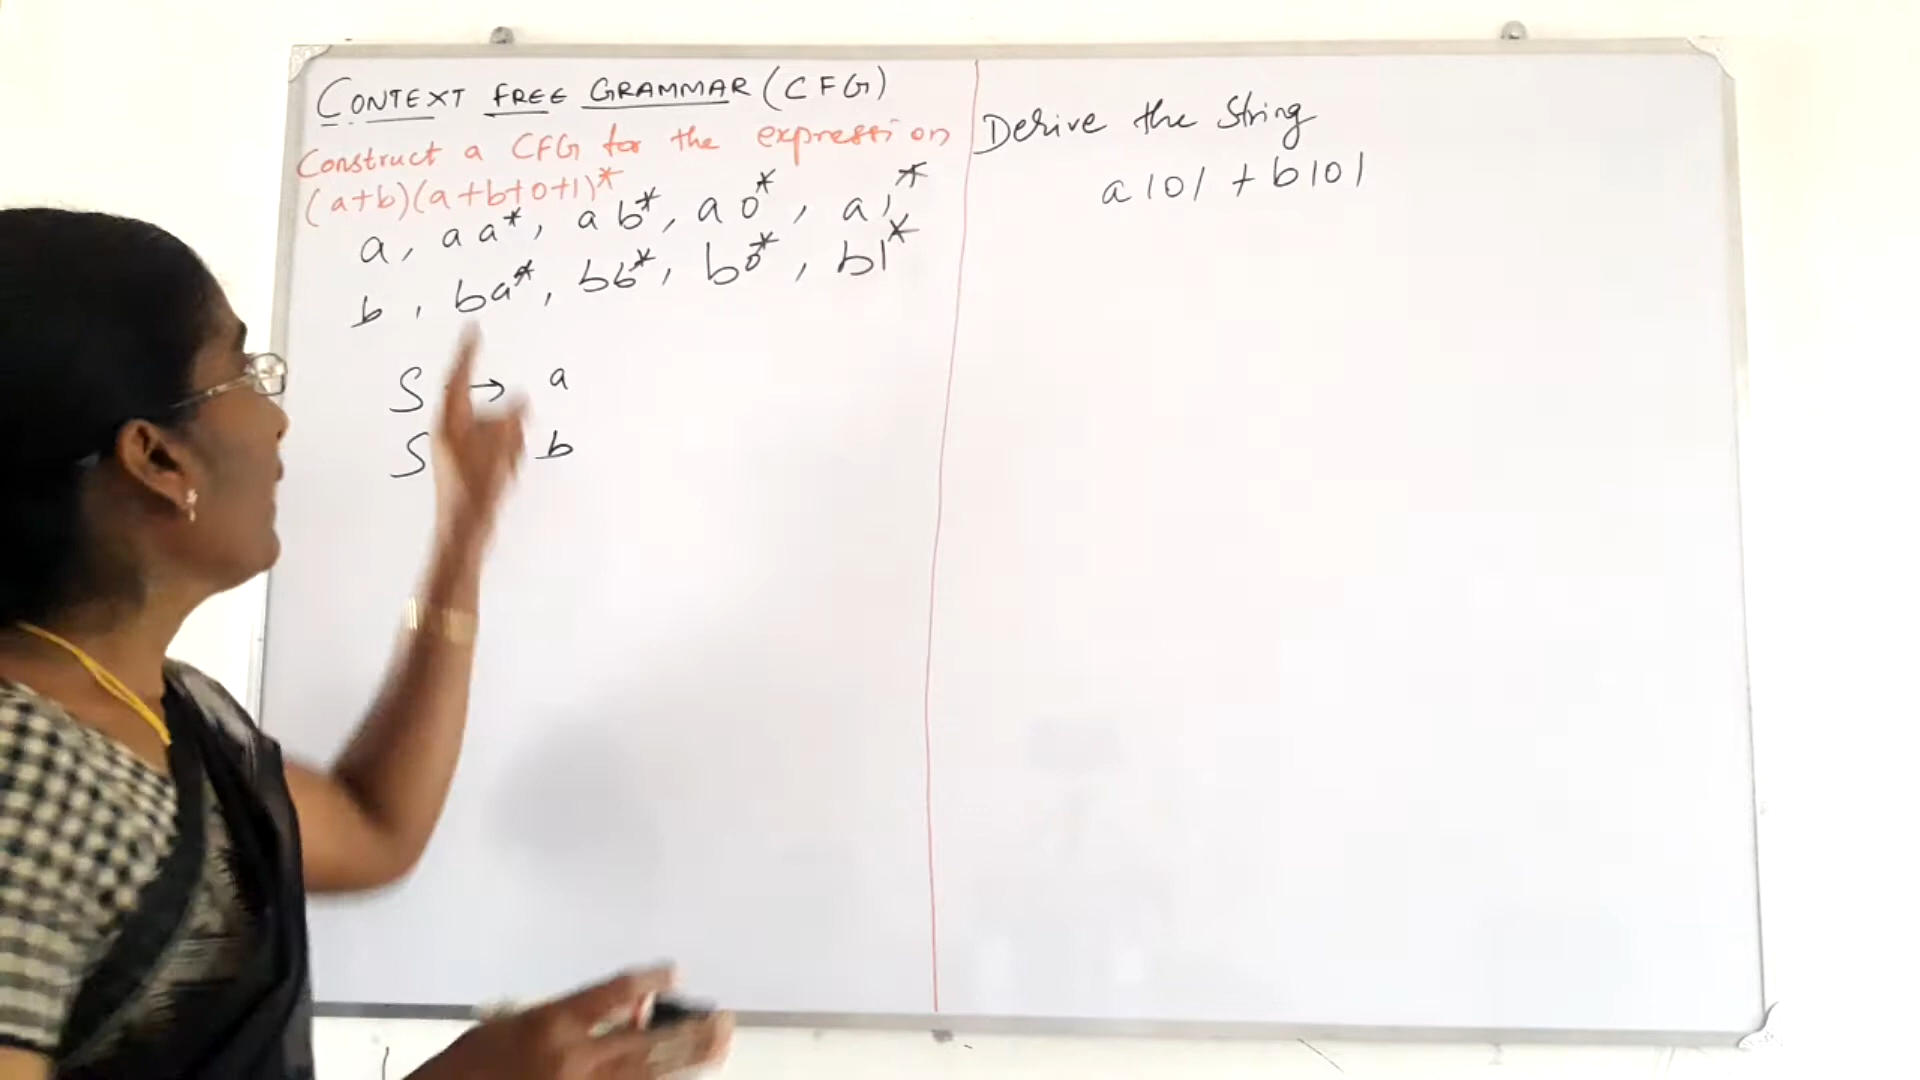 CONTEXT FREE GRAMMAR (CFG)
Construct a CFG for the expression
(a+b)(a+b+0+1)*
a, aa*, ab*, a0*, a1*
b, ba*, bb*, b0*, b1*
S → a
S b
Derive the String
a101 + b101